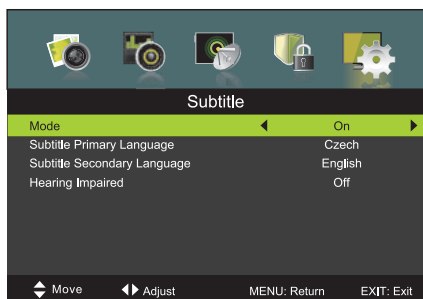 Subtitle
Mode On
Subtitle Primary Language Czech
Subtitle Secondary Language English
Hearing Impaired Off
Move Adjust MENU: Return EXIT: Exit